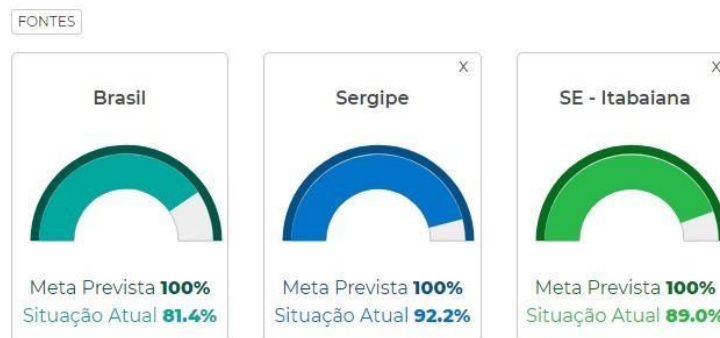 FONTES
Brasil
Meta Prevista 100%
Situação Atual 81.4%
X
Sergipe
Meta Prevista 100%
Situação Atual 92.2%
X
SE - Itabaiana
Meta Prevista 100%
Situação Atual 89.0%